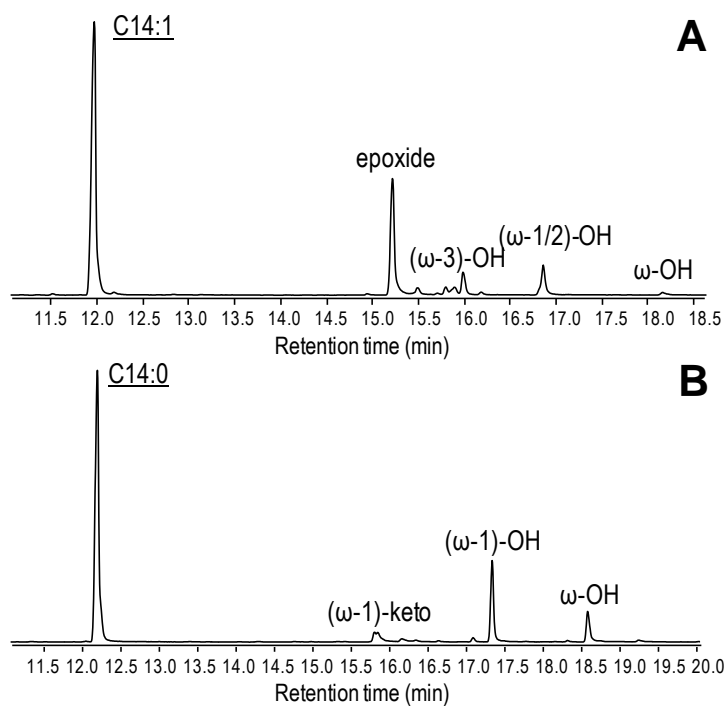 C14:1
A
epoxide
(ω-3)-OH
(ω-1/2)-OH
ω-OH
11.5 12.0 12.5 13.0 13.5 14.0 14.5 15.0 15.5 16.0 16.5 17.0 17.5 18.0 18.5
Retention time (min)
C14:0
B
(ω-1)-keto
(ω-1)-OH
ω-OH
11.5 12.0 12.5 13.0 13.5 14.0 14.5 15.0 15.5 16.0 16.5 17.0 17.5 18.0 18.5 19.0 19.5 20.0
Retention time (min)